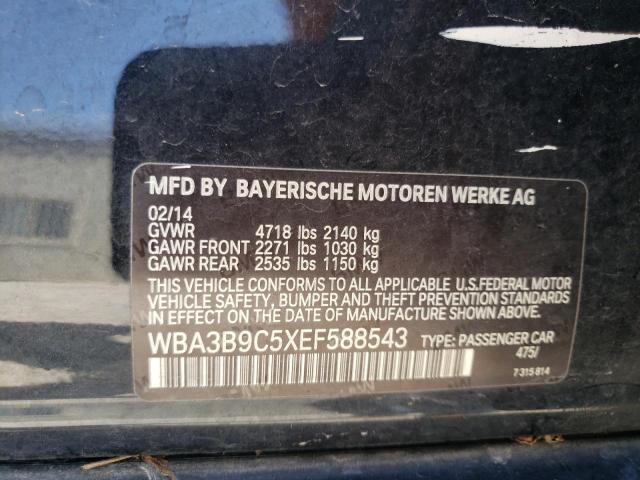 MFD BY BAYERISCHE MOTOREN WERKE AG
02/14
GVWR 4718 lbs 2140 kg
GAWR FRONT 2271 lbs 1030 kg
GAWR REAR 2535 lbs 1150 kg
THIS VEHICLE CONFORMS TO ALL APPLICABLE U.S.FEDERAL MOTOR
VEHICLE SAFETY, BUMPER AND THEFT PREVENTION STANDARDS
IN EFFECT ON THE DATE OF MANUFACTURE SHOWN ABOVE.
WBA3B9C5XEF588543 TYPE: PASSENGER CAR
475/
7315814